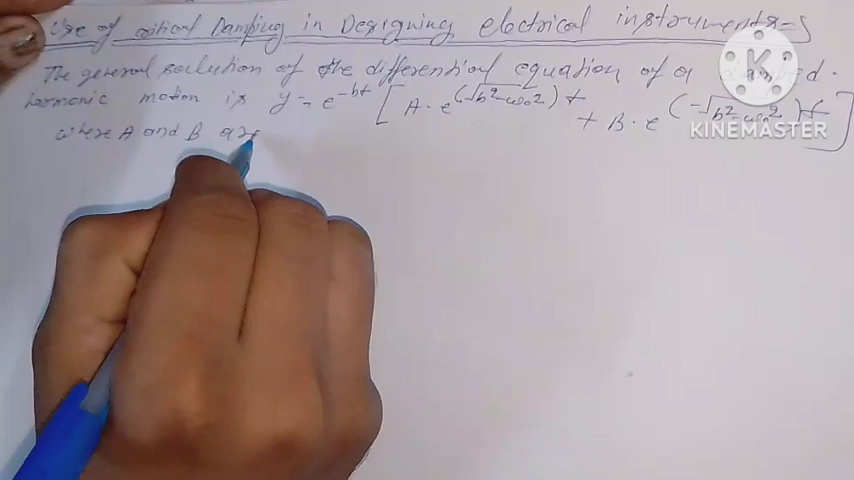 Use of critical Damping in Designing electrical instruments:-
The general solution of the differential equation of a damped
harmonic motion is y = e^{-bt} [A.e^{(√b²-ω₀²)t} + B.e^{(-√b²-ω₀²)t}]
where A and B are
K
KINEMASTER